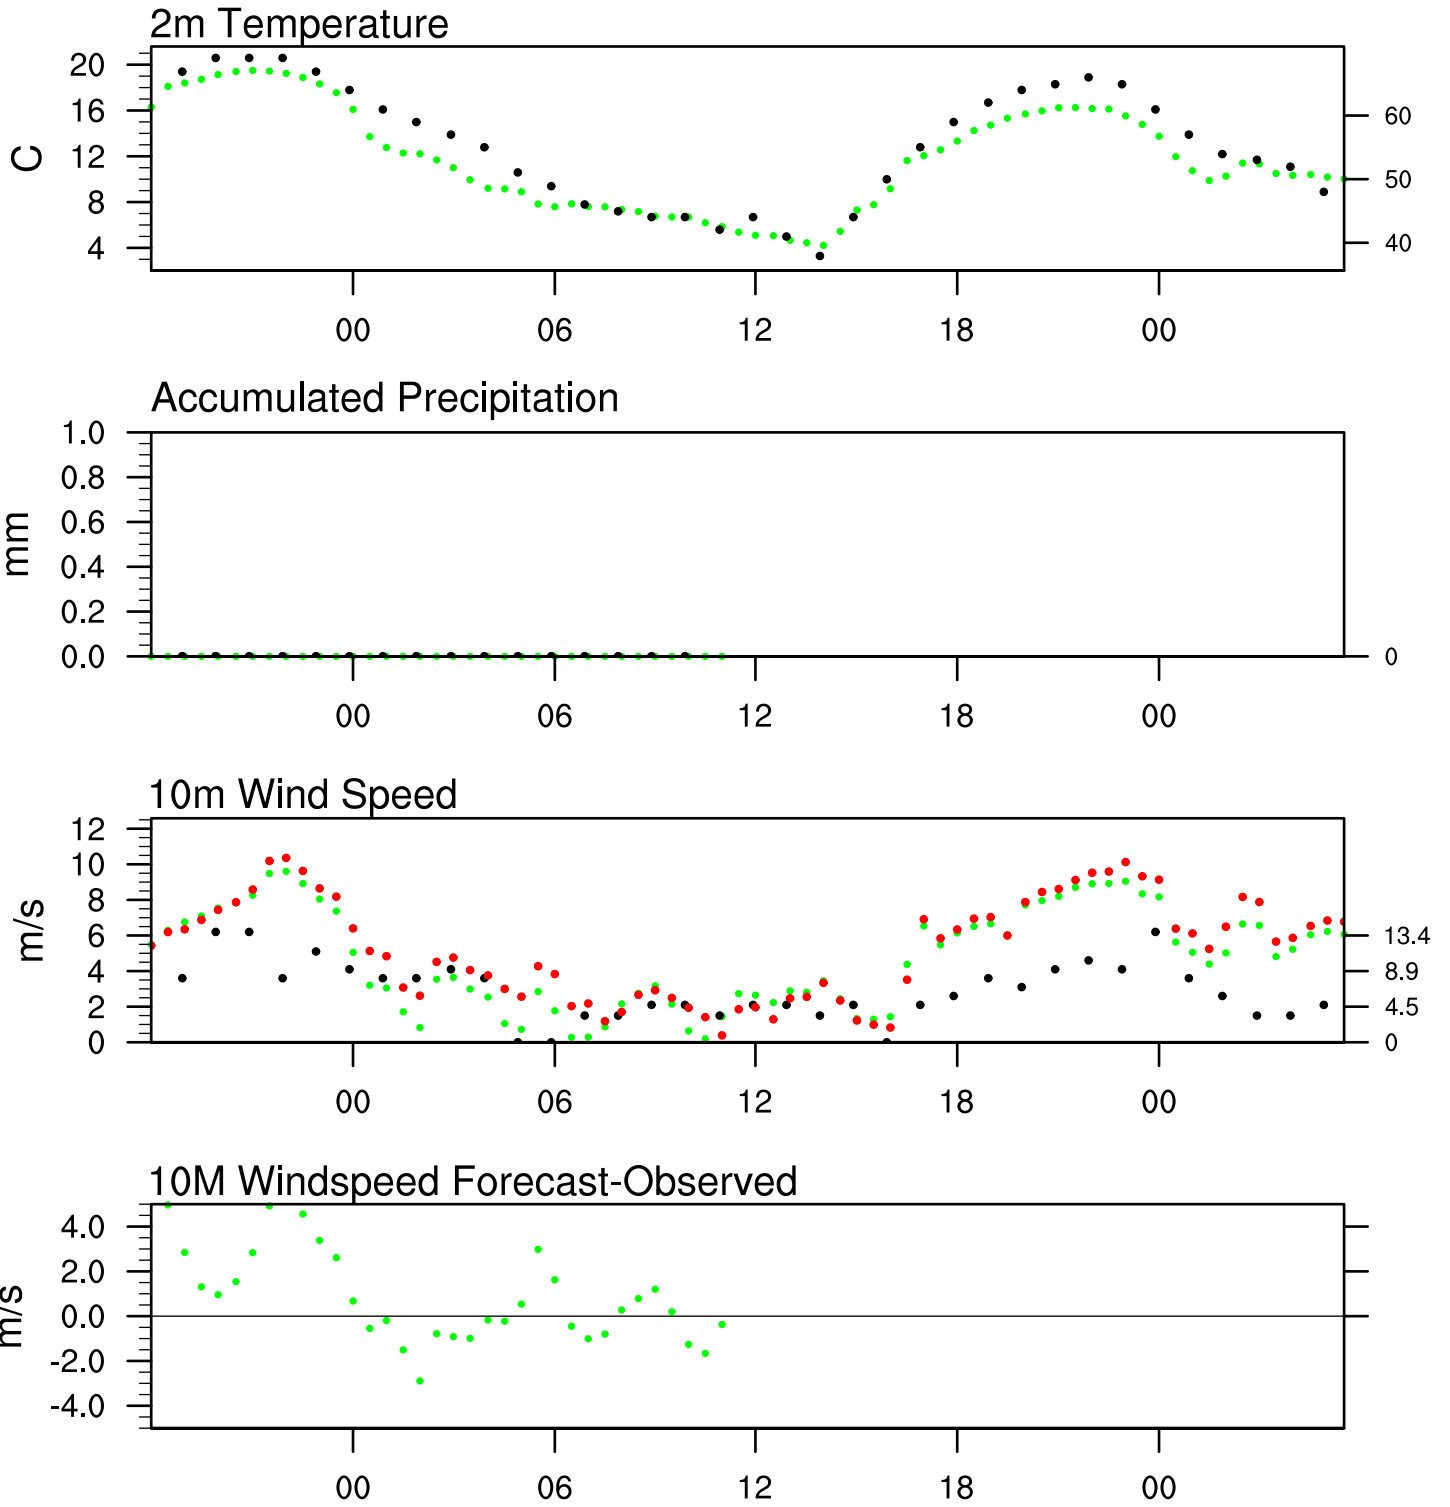 2m Temperature
20
16
12
8
4
C
60
50
40
00 06 12 18 00
Accumulated Precipitation
1.0
0.8
0.6
0.4
0.2
0.0
mm
0
00 06 12 18 00
10m Wind Speed
12
10
8
6
4
2
0
m/s
13.4
8.9
4.5
0
00 06 12 18 00
10M Windspeed Forecast-Observed
4.0
2.0
0.0
-2.0
-4.0
m/s
00 06 12 18 00